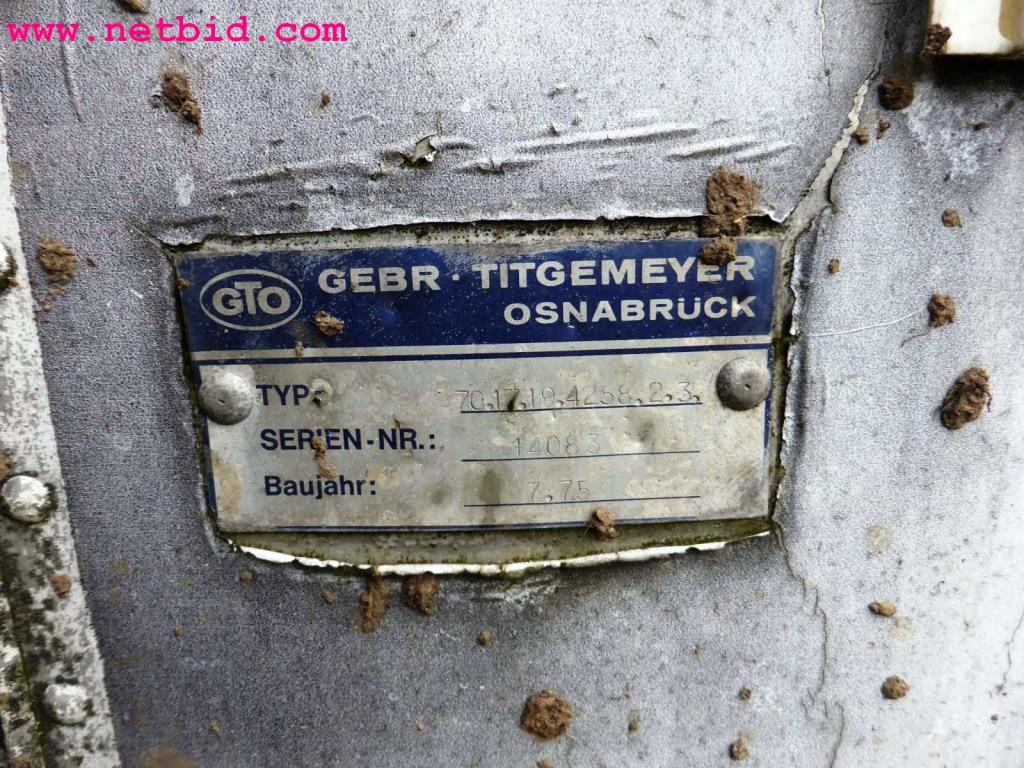 www.netbid.com
GTO
GEBR · TITGEMEYER
OSNABRÜCK
TYP: 70.17.19.4258.2.3.
SERIEN-NR.: 14083
Baujahr: 7.75